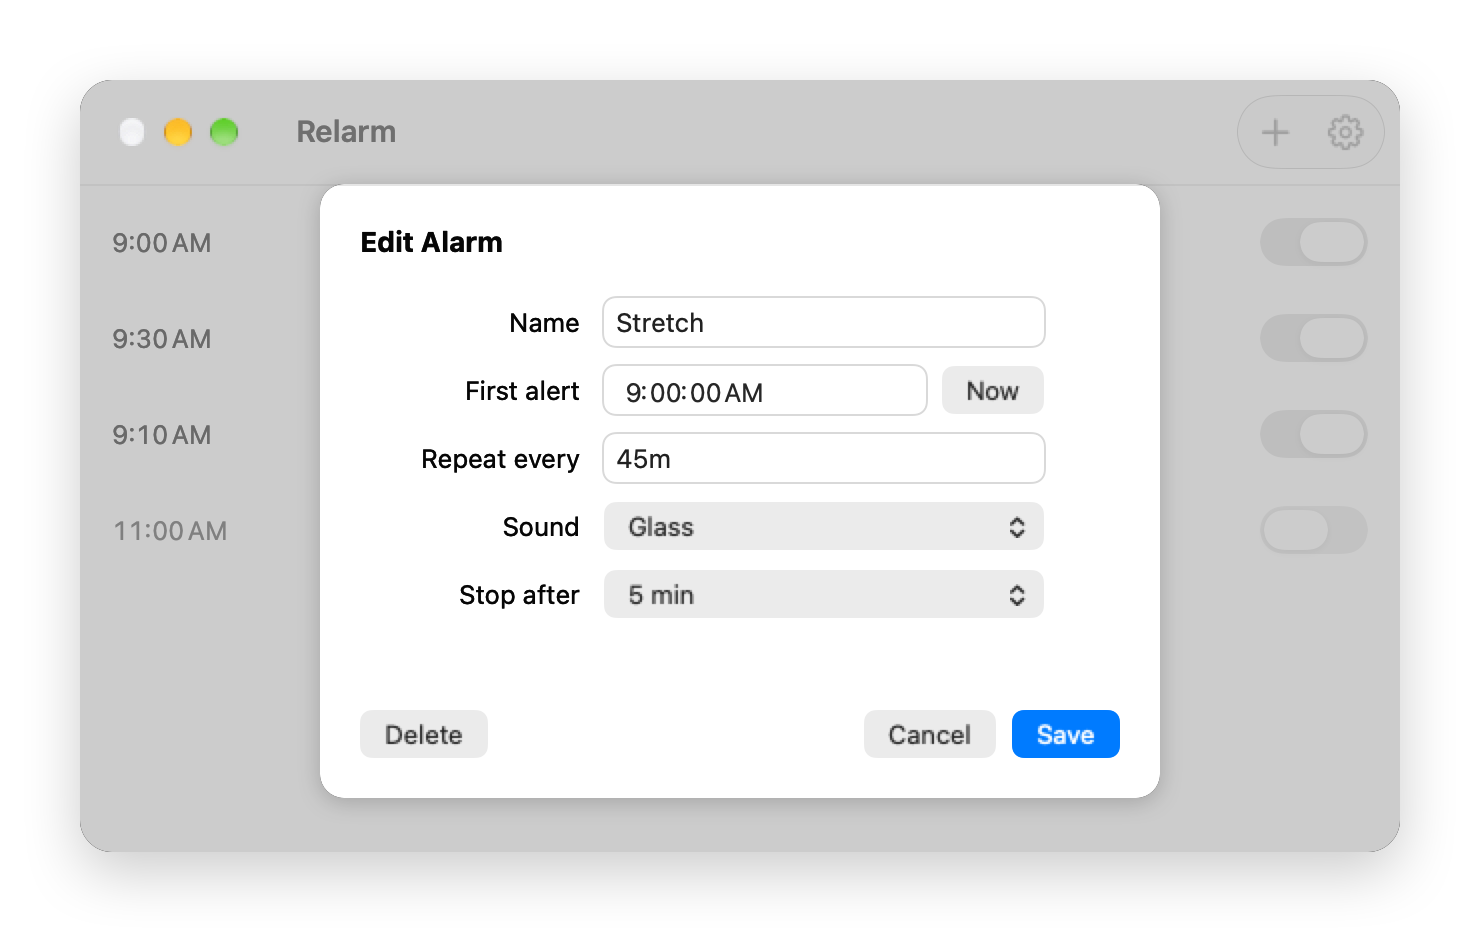 Relarm
9:00 AM
9:30 AM
9:10 AM
11:00 AM
Edit Alarm
Name Stretch
First alert 9:00:00 AM Now
Repeat every 45m
Sound Glass
Stop after 5 min
Delete Cancel Save